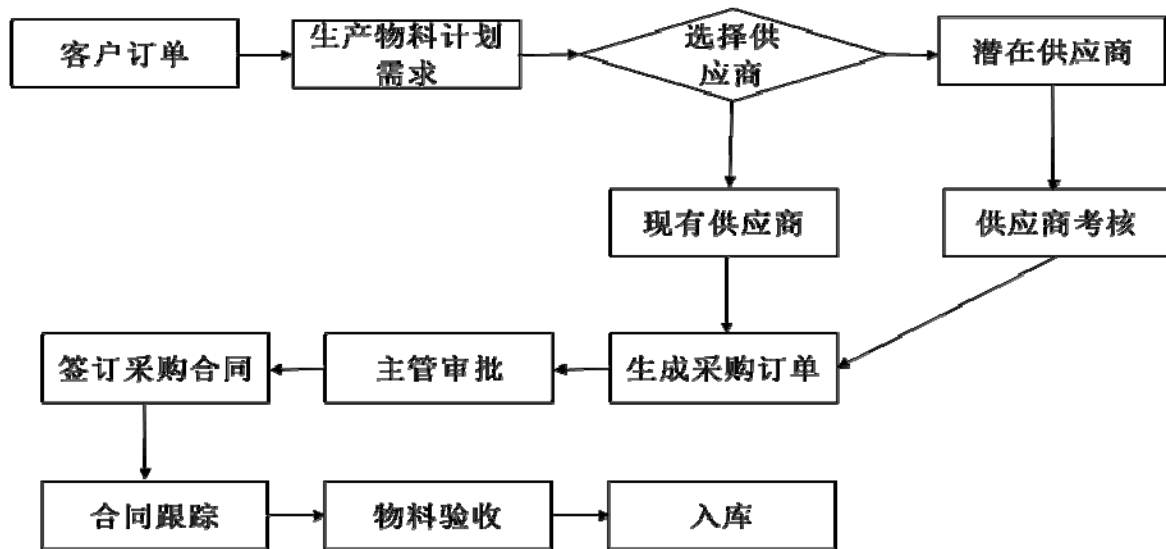 客户订单
生产物料计划
需求
选择供
应商
潜在供应商
现有供应商
供应商考核
签订采购合同
主管审批
生成采购订单
合同跟踪
物料验收
入库